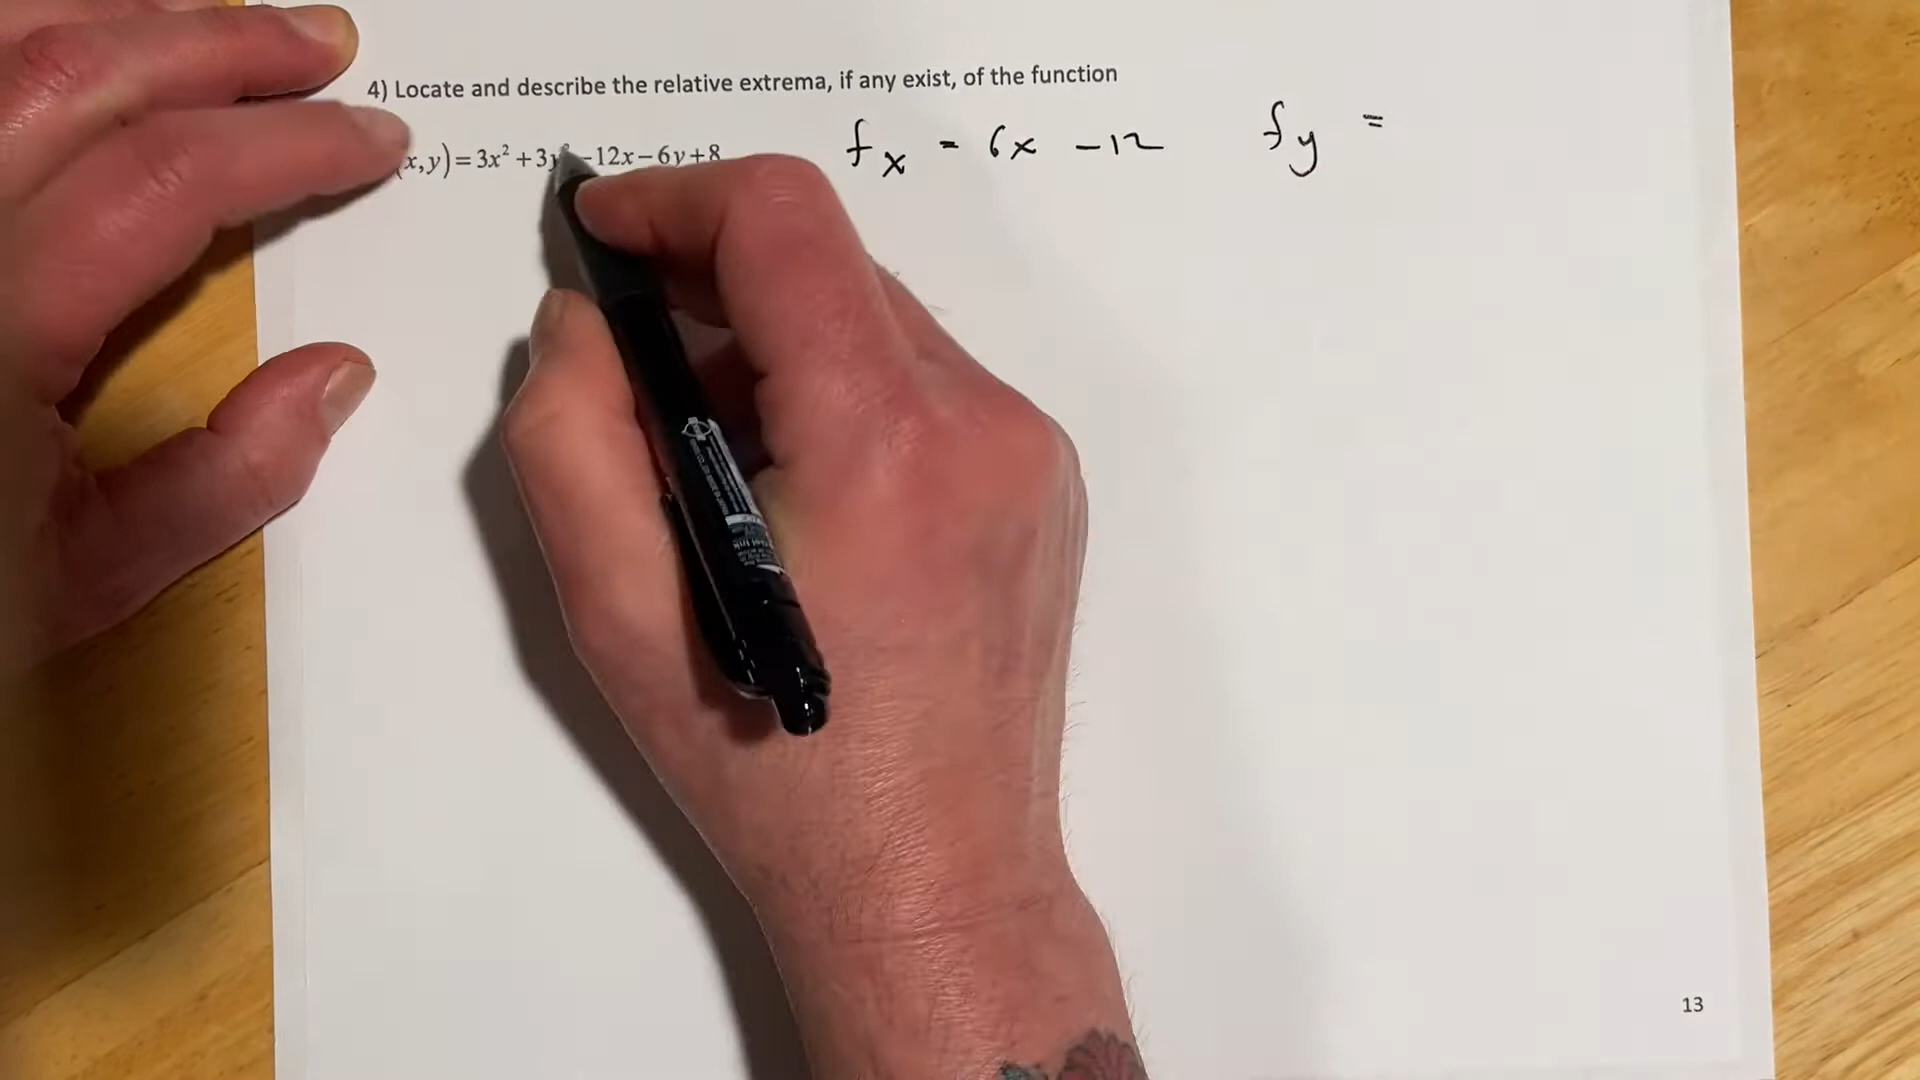 4) Locate and describe the relative extrema, if any exist, of the function
(x,y)=3x² +3y² −12x−6y+8
fx = 6x −12
fy =
13